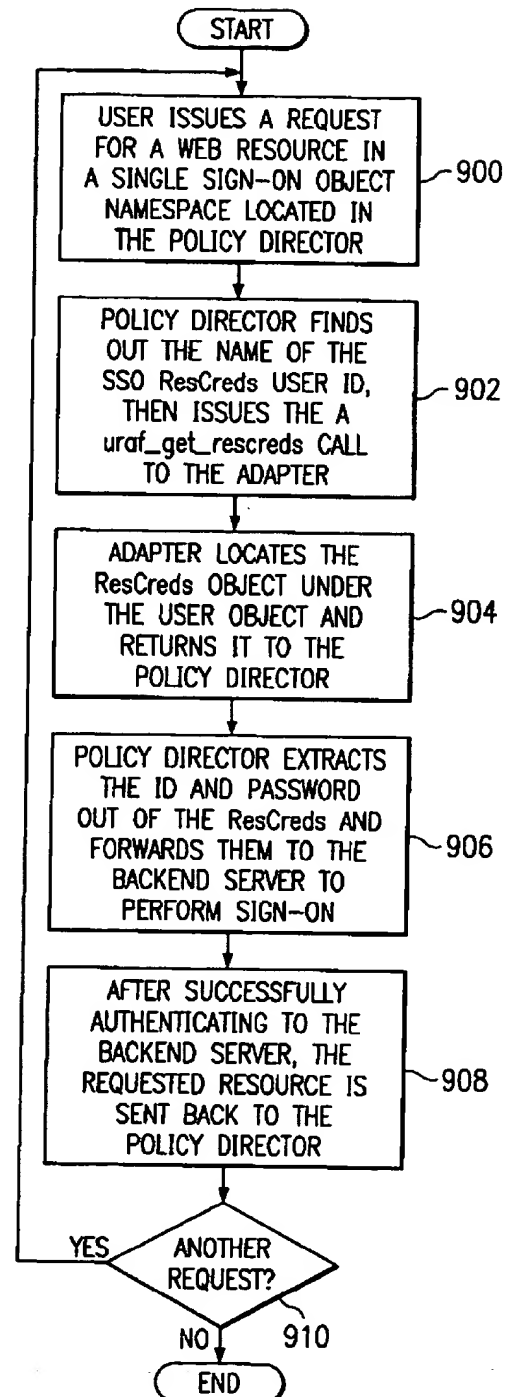 START
USER ISSUES A REQUEST
FOR A WEB RESOURCE IN
A SINGLE SIGN-ON OBJECT
NAMESPACE LOCATED IN
THE POLICY DIRECTOR
900
POLICY DIRECTOR FINDS
OUT THE NAME OF THE
SSO ResCreds USER ID,
THEN ISSUES THE A
uraf_get_rescreds CALL
TO THE ADAPTER
902
ADAPTER LOCATES THE
ResCreds OBJECT UNDER
THE USER OBJECT AND
RETURNS IT TO THE
POLICY DIRECTOR
904
POLICY DIRECTOR EXTRACTS
THE ID AND PASSWORD
OUT OF THE ResCreds AND
FORWARDS THEM TO THE
BACKEND SERVER TO
PERFORM SIGN-ON
906
AFTER SUCCESSFULLY
AUTHENTICATING TO THE
BACKEND SERVER, THE
REQUESTED RESOURCE IS
SENT BACK TO THE
POLICY DIRECTOR
908
YES
ANOTHER
REQUEST?
910
NO
END